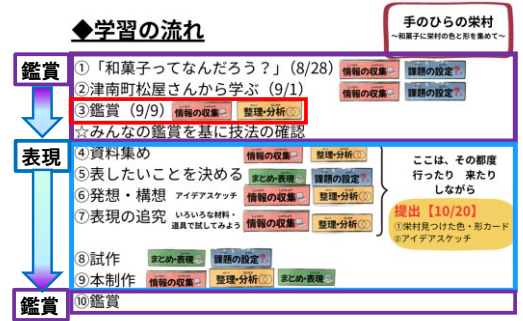 ◆学習の流れ
手のひらの栄村
～和菓子に栄村の色と形を集めて～
鑑賞
①「和菓子ってなんだろう？」(8/28) 情報の収集 課題の設定
②津南町松屋さんから学ぶ（9/1） 情報の収集 課題の設定
③鑑賞（9/9） 情報の収集 整理・分析
☆みんなの鑑賞を基に技法の確認
表現
④資料集め 情報の収集 整理・分析
⑤表したいことを決める まとめ・表現 課題の設定
⑥発想・構想 アイデアスケッチ 情報の収集 整理・分析
⑦表現の追究 いろいろな材料・
道具で試してみよう 情報の収集 整理・分析
ここは、その都度
行ったり　来たり
しながら
提出【10/20】
①栄村見つけた色・形カード
②アイデアスケッチ
⑧試作 まとめ・表現 課題の設定
⑨本制作 情報の収集 整理・分析 まとめ・表現
鑑賞
⑩鑑賞